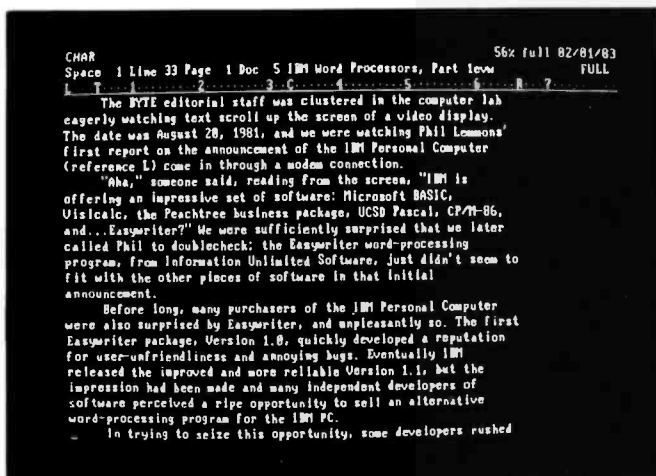 CHAR 56% full 02/01/83
Space 1 Line 33 Page 1 Doc 5 IBM Word Processors, Part 1evw FULL
L T 1 2 3 C 4 5 6 R 7
The BYTE editorial staff was clustered in the computer lab
eagerly watching text scroll up the screen of a video display.
The date was August 20, 1981, and we were watching Phil Lemmons'
first report on the announcement of the IBM Personal Computer
(reference L) come in through a modem connection.
"Aha," someone said, reading from the screen, "IBM is
offering an impressive set of software: Microsoft BASIC,
Visicalc, the Peachtree business package, UCSD Pascal, CP/M-86,
and...Easywriter?" We were sufficiently surprised that we later
called Phil to doublecheck; the Easywriter word-processing
program, from Information Unlimited Software, just didn't seem to
fit with the other pieces of software in that initial
announcement.
Before long, many purchasers of the IBM Personal Computer
were also surprised by Easywriter, and unpleasantly so. The first
Easywriter package, Version 1.0, quickly developed a reputation
for user-unfriendliness and annoying bugs. Eventually IBM
released the improved and more reliable Version 1.1, but the
impression had been made and many independent developers of
software perceived a ripe opportunity to sell an alternative
word-processing program for the IBM PC.
In trying to seize this opportunity, some developers rushed